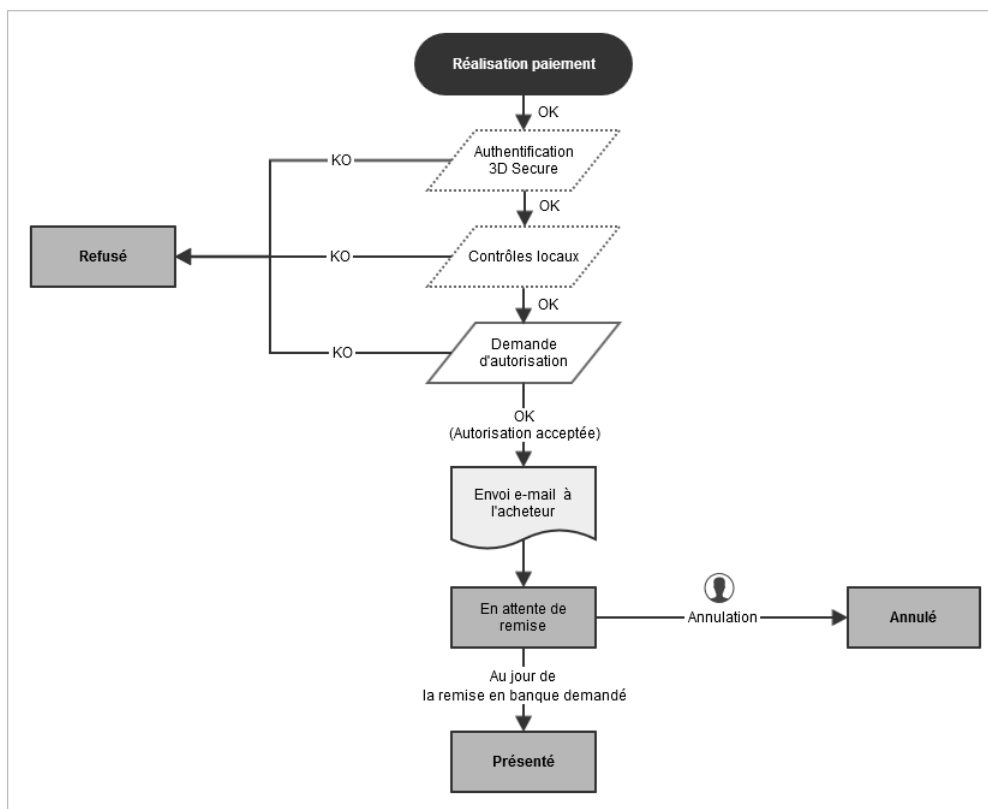 Réalisation paiement
OK
Authentification
3D Secure
KO
OK
Refusé
KO
Contrôles locaux
OK
Demande
d'autorisation
KO
OK
(Autorisation acceptée)
Envoi e-mail à
l'acheteur
En attente de
remise
Annulation
Annulé
Au jour de
la remise en banque demandé
Présenté